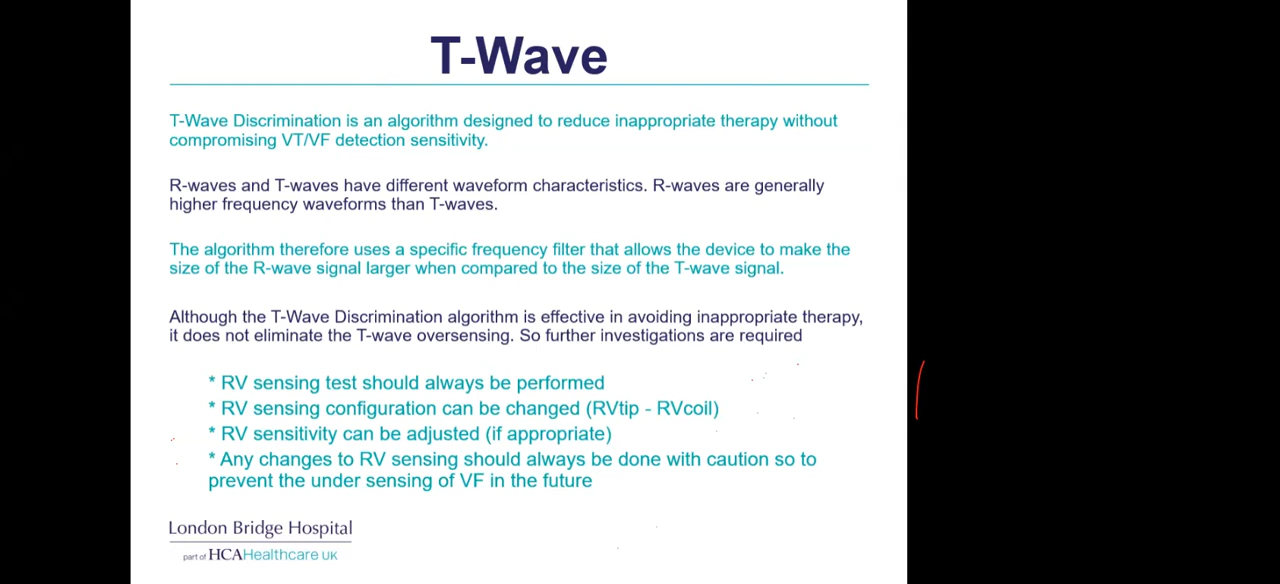 T-Wave
T-Wave Discrimination is an algorithm designed to reduce inappropriate therapy without
compromising VT/VF detection sensitivity.
R-waves and T-waves have different waveform characteristics. R-waves are generally
higher frequency waveforms than T-waves.
The algorithm therefore uses a specific frequency filter that allows the device to make the
size of the R-wave signal larger when compared to the size of the T-wave signal.
Although the T-Wave Discrimination algorithm is effective in avoiding inappropriate therapy,
it does not eliminate the T-wave oversensing. So further investigations are required
* RV sensing test should always be performed
* RV sensing configuration can be changed (RVtip - RVcoil)
* RV sensitivity can be adjusted (if appropriate)
* Any changes to RV sensing should always be done with caution so to
prevent the under sensing of VF in the future
London Bridge Hospital
part of HCAHealthcare UK